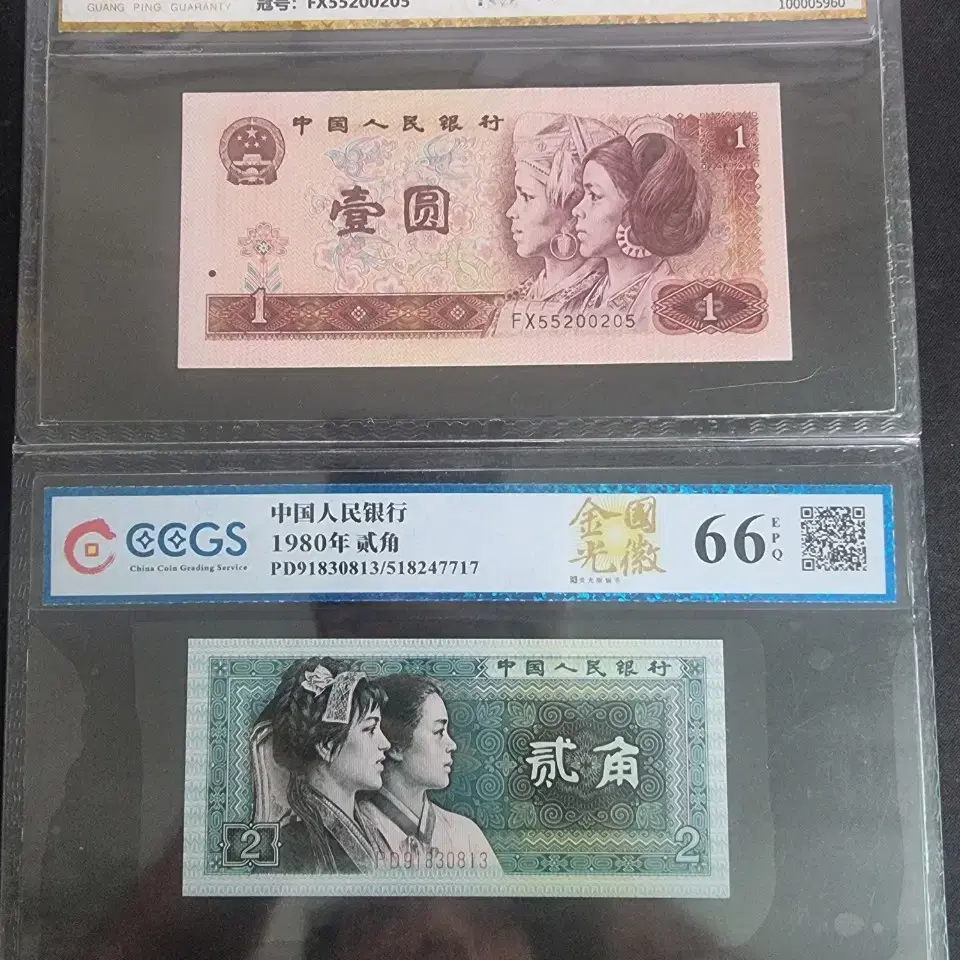 GUANG PING GUARANTY
冠号：FX55200205
100005960
中国人民银行
1
壹圆
1
1
FX55200205
CCGS
China Coin Grading Service
中国人民银行
1980年 贰角
PD91830813/518247717
金光
國徽
66
EPQ
中国人民银行
贰角
2
PD91830813
2